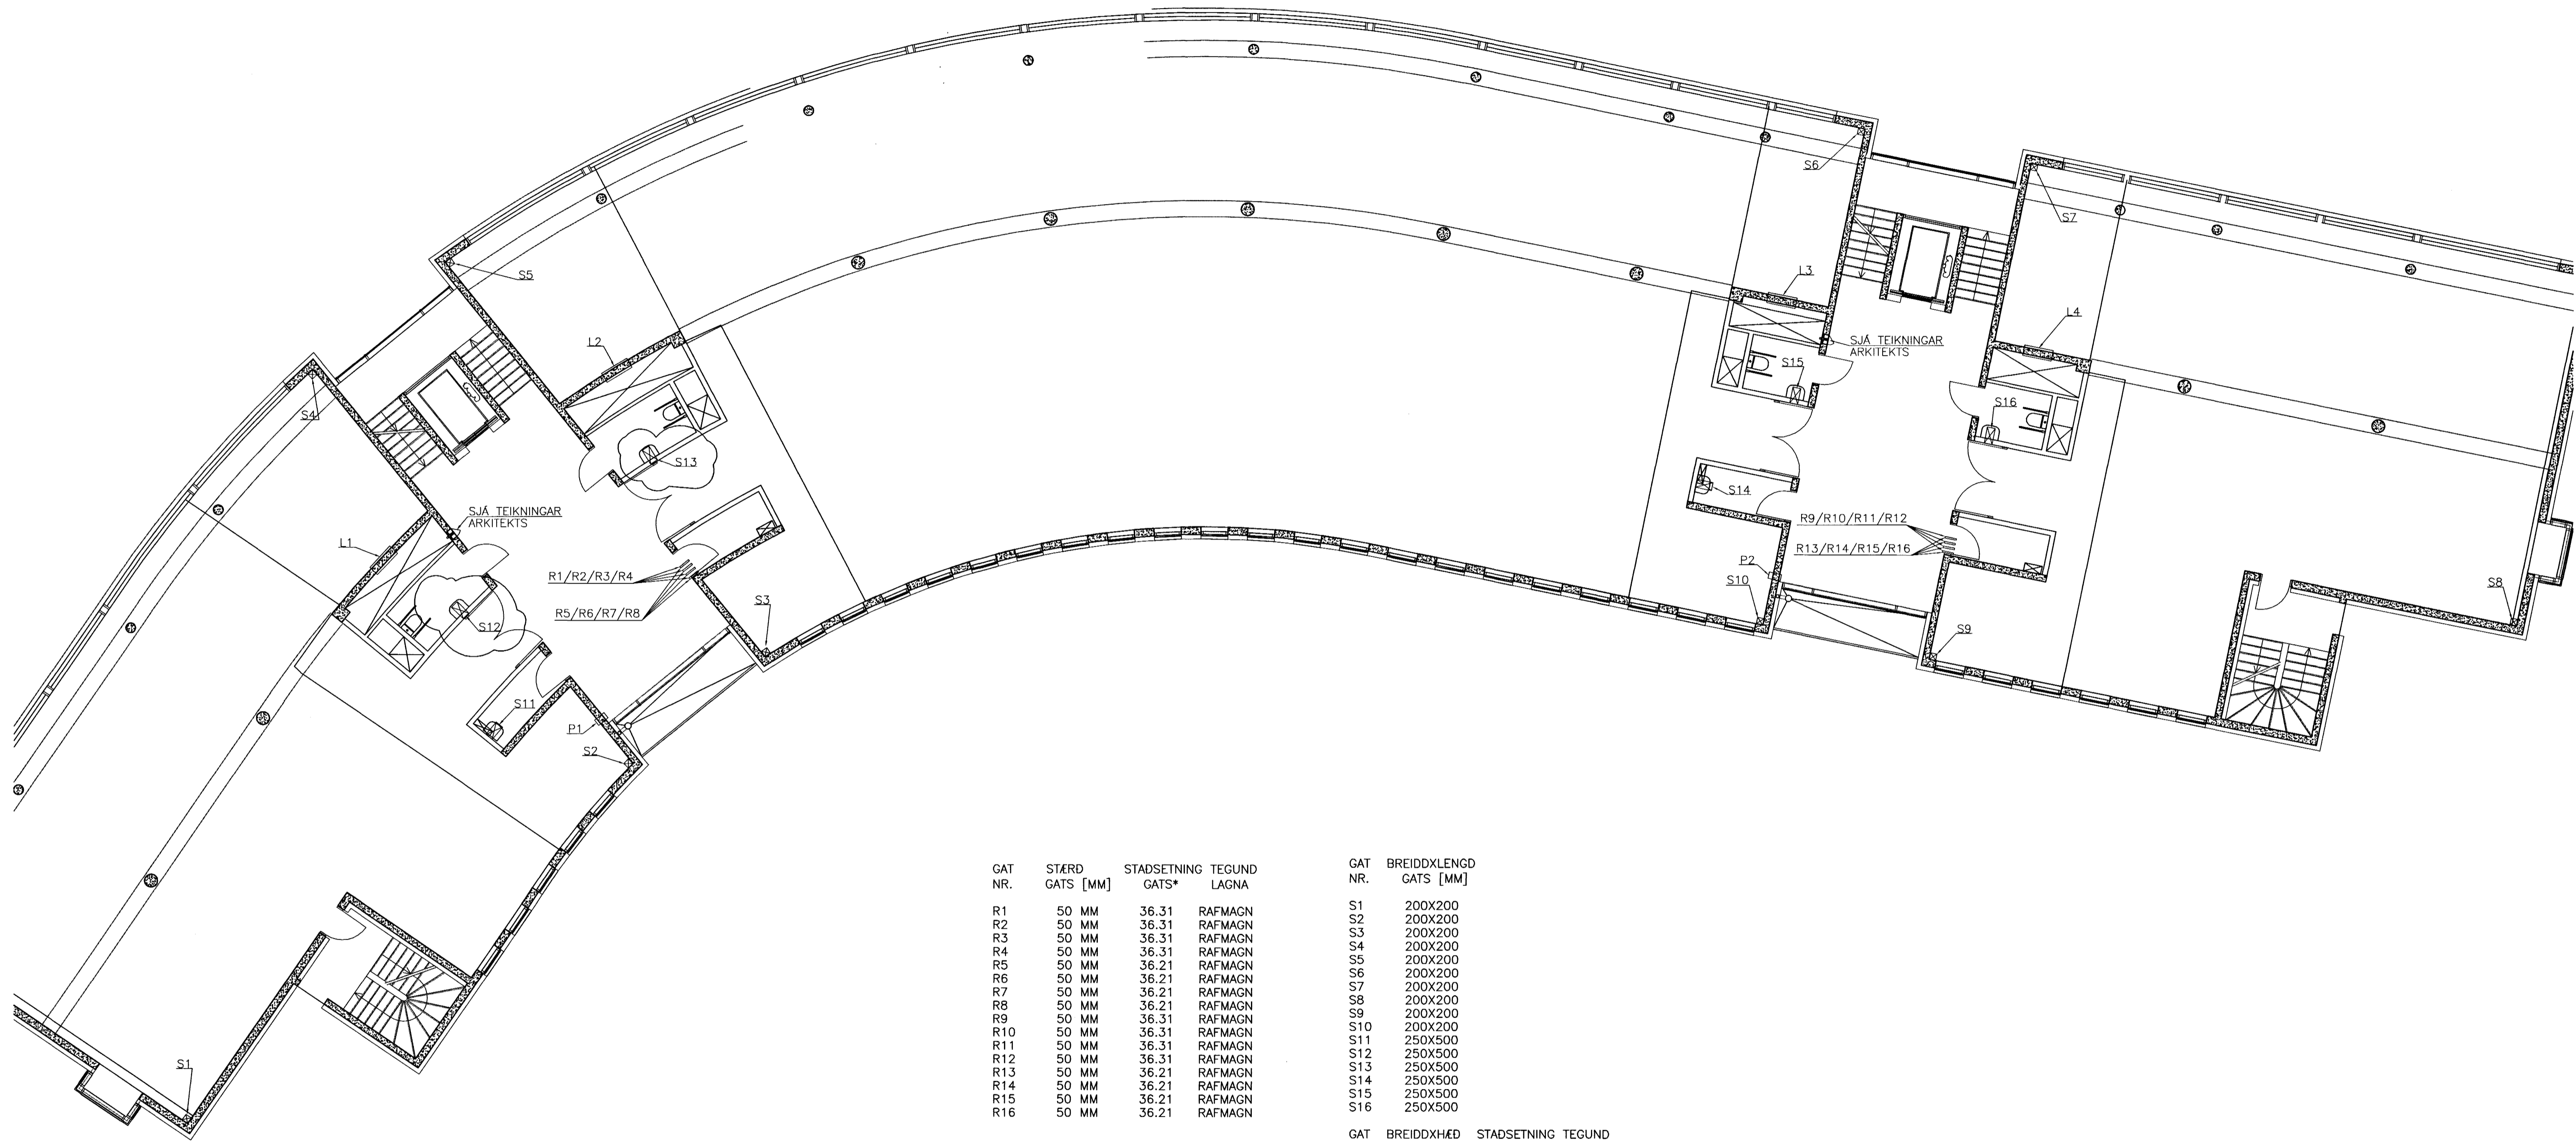 S6
S7
S5
L3
L4
L2
SJÁ TEIKNINGAR
ARKITEKTS
S15
S4
S16
S13
S14
SJÁ TEIKNINGAR
ARKITEKTS
R9/R10/R11/R12
L1
R13/R14/R15/R16
P2
R1/R2/R3/R4
S10
S8
S3
R5/R6/R7/R8
S12
S9
S11
P1
S2
S1
GAT STÆRD STADSETNING TEGUND
NR. GATS [MM] GATS* LAGNA
R1 50 MM 36.31 RAFMAGN
R2 50 MM 36.31 RAFMAGN
R3 50 MM 36.31 RAFMAGN
R4 50 MM 36.31 RAFMAGN
R5 50 MM 36.21 RAFMAGN
R6 50 MM 36.21 RAFMAGN
R7 50 MM 36.21 RAFMAGN
R8 50 MM 36.21 RAFMAGN
R9 50 MM 36.31 RAFMAGN
R10 50 MM 36.31 RAFMAGN
R11 50 MM 36.31 RAFMAGN
R12 50 MM 36.31 RAFMAGN
R13 50 MM 36.21 RAFMAGN
R14 50 MM 36.21 RAFMAGN
R15 50 MM 36.21 RAFMAGN
R16 50 MM 36.21 RAFMAGN
GAT BREIDDXLENGD
NR. GATS [MM]
S1 200X200
S2 200X200
S3 200X200
S4 200X200
S5 200X200
S6 200X200
S7 200X200
S8 200X200
S9 200X200
S10 200X200
S11 250X500
S12 250X500
S13 250X500
S14 250X500
S15 250X500
S16 250X500
GAT BREIDDXHÆD STADSETNING TEGUND